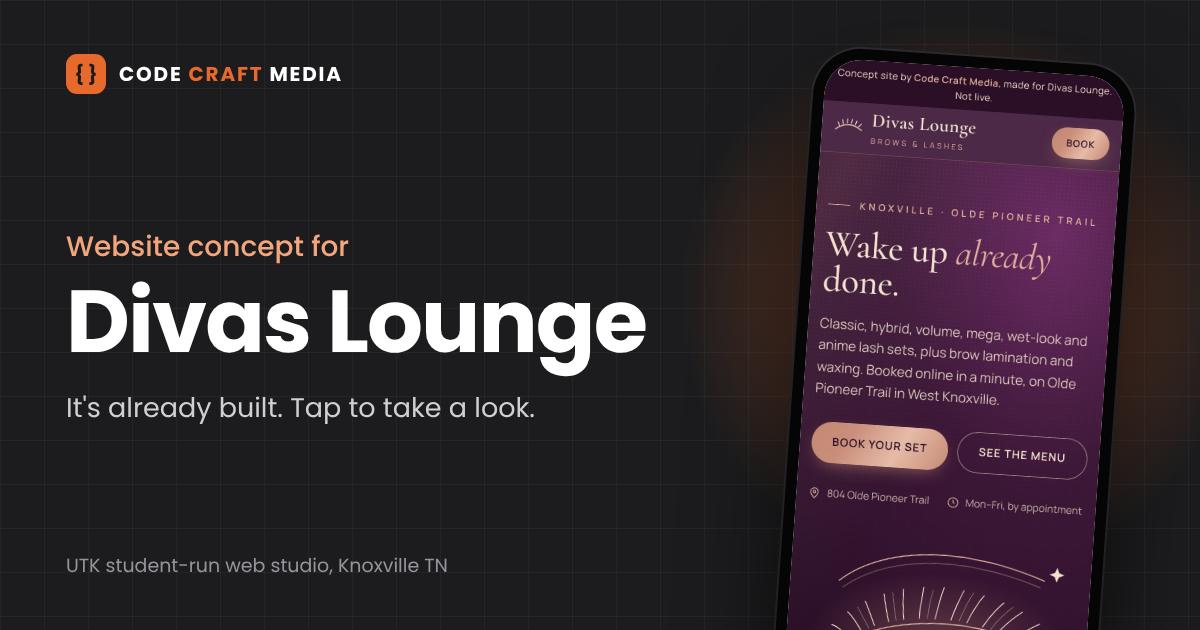 { } CODE CRAFT MEDIA
Website concept for
Divas Lounge
It's already built. Tap to take a look.
UTK student-run web studio, Knoxville TN
Concept site by Code Craft Media, made for Divas Lounge.
Not live.
Divas Lounge
BROWS & LASHES
BOOK
KNOXVILLE · OLDE PIONEER TRAIL
Wake up already
done.
Classic, hybrid, volume, mega, wet-look and
anime lash sets, plus brow lamination and
waxing. Booked online in a minute, on Olde
Pioneer Trail in West Knoxville.
BOOK YOUR SET
SEE THE MENU
804 Olde Pioneer Trail
Mon–Fri, by appointment